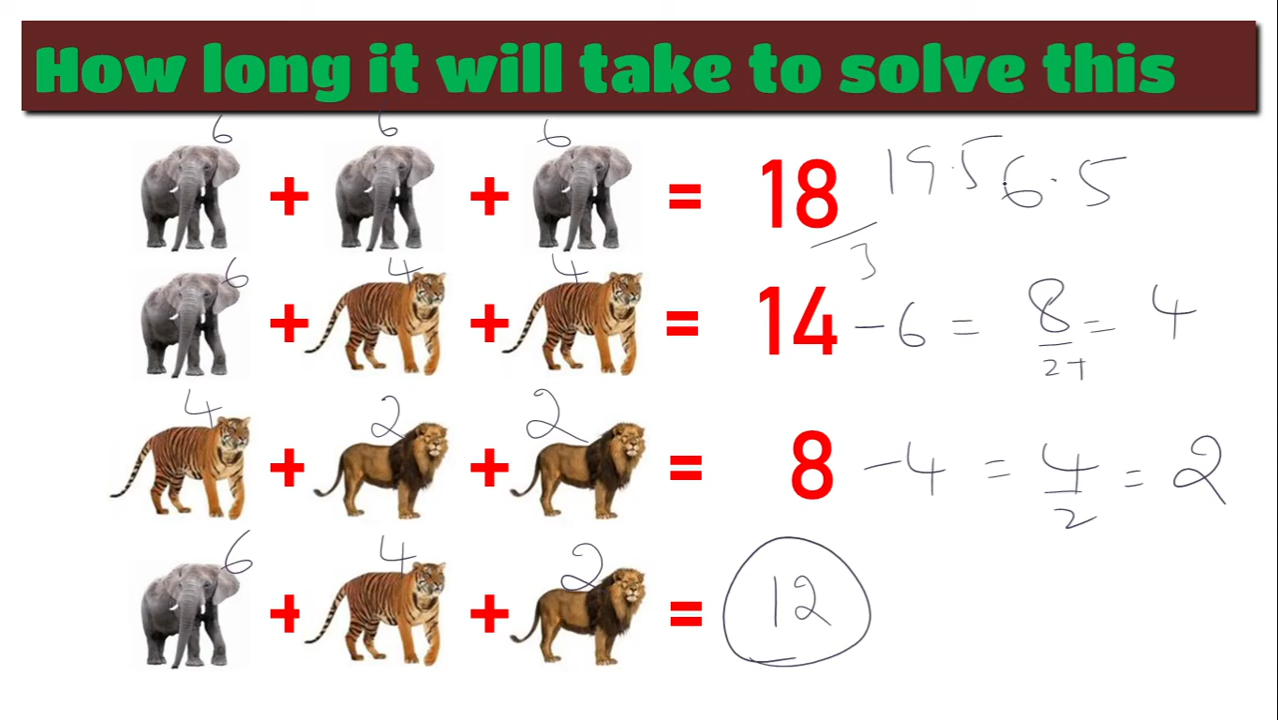 How long it will take to solve this
6 6 6
+ + = 18 19.5 6.5
3
6 4 4
+ + = 14 - 6 = 8 = 4
2+
4 2 2
+ + = 8 - 4 = 4 = 2
2
6 4 2
+ + = 12